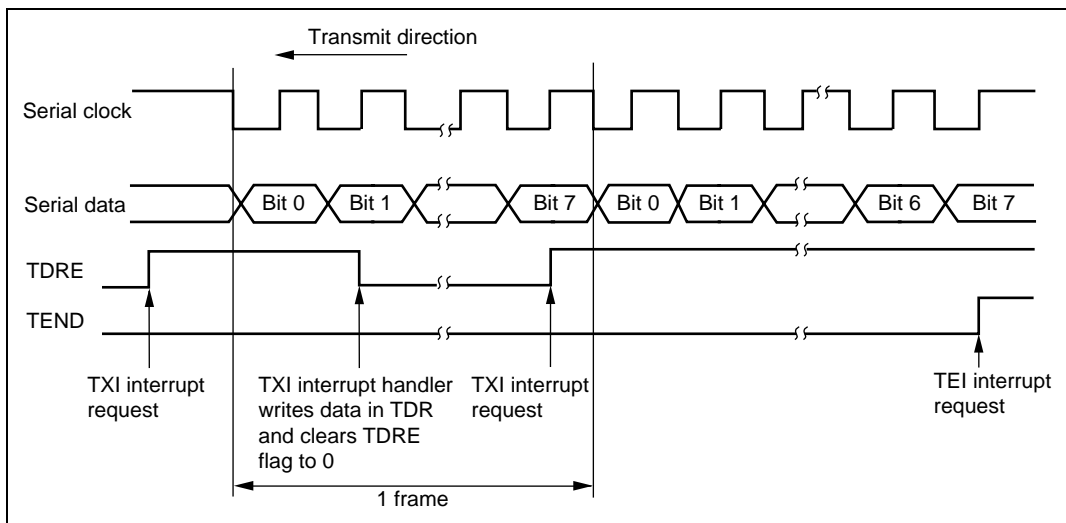 Transmit direction
Serial clock
Serial data
Bit 0
Bit 1
Bit 7
Bit 0
Bit 1
Bit 6
Bit 7
TDRE
TEND
TXI interrupt
request
TXI interrupt handler
writes data in TDR
and clears TDRE
flag to 0
TXI interrupt
request
TEI interrupt
request
1 frame